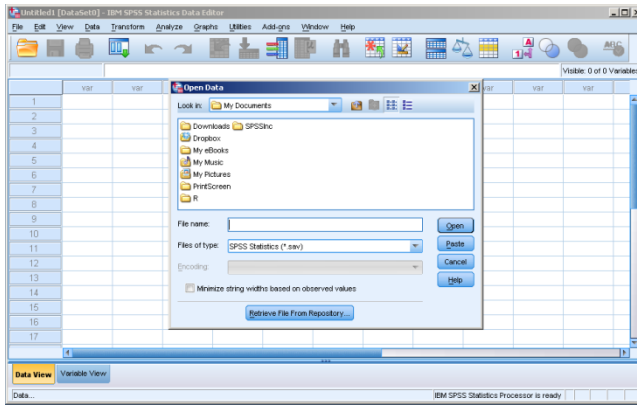 *Untitled1 [DataSet0] - IBM SPSS Statistics Data Editor
File Edit View Data Transform Analyze Graphs Utilities Add-ons Window Help
Visible: 0 of 0 Variables
var var var var var
Open Data
Look in: My Documents
Downloads SPSSInc
Dropbox
My eBooks
My Music
My Pictures
PrintScreen
R
File name: Open
Files of type: SPSS Statistics (*.sav) Paste
Encoding: Cancel
Minimize string widths based on observed values Help
Retrieve File From Repository...
1
2
3
4
5
6
7
8
9
10
11
12
13
14
15
16
17
Data View Variable View
Data... IBM SPSS Statistics Processor is ready